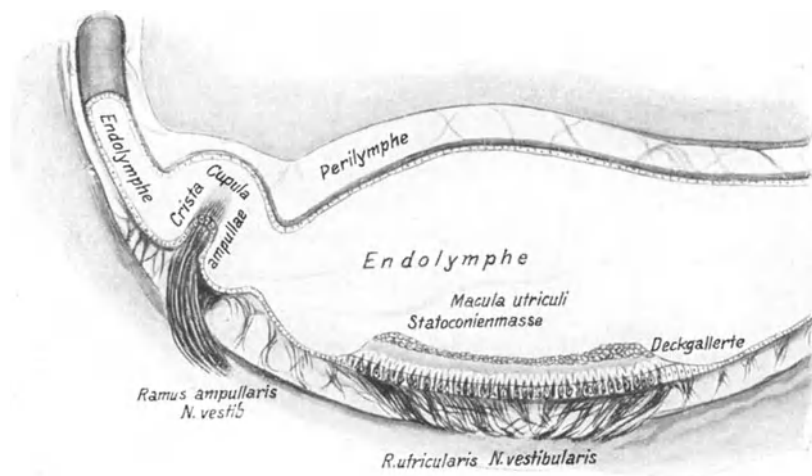 Endolymphe
Crista
Cupula
ampullae
Perilymphe
Endolymphe
Macula utriculi
Statoconienmasse
Deckgallerte
Ramus ampullaris
N. vestib
R. utricularis N. vestibularis